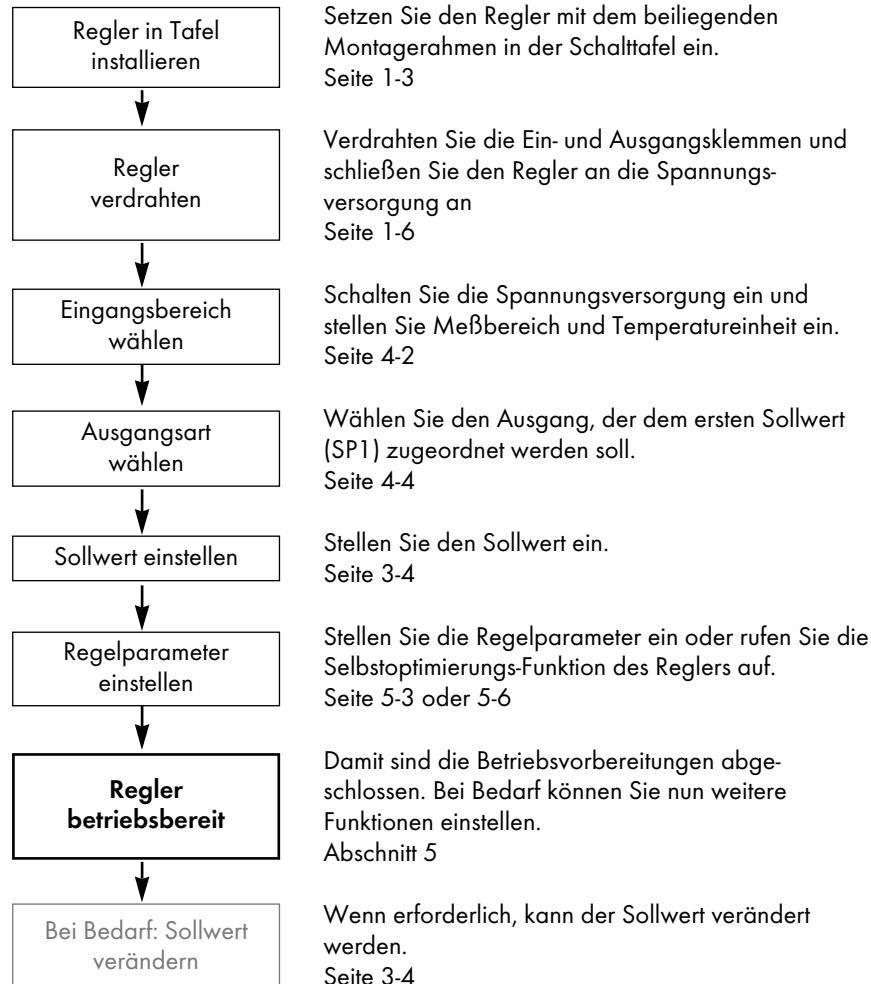 Regler in Tafel
installieren
Setzen Sie den Regler mit dem beiliegenden
Montagerahmen in der Schalttafel ein.
Seite 1-3
Regler
verdrahten
Verdrahten Sie die Ein- und Ausgangsklemmen und
schließen Sie den Regler an die Spannungs-
versorgung an
Seite 1-6
Eingangsbereich
wählen
Schalten Sie die Spannungsversorgung ein und
stellen Sie Meßbereich und Temperatureinheit ein.
Seite 4-2
Ausgangsart
wählen
Wählen Sie den Ausgang, der dem ersten Sollwert
(SP1) zugeordnet werden soll.
Seite 4-4
Sollwert einstellen
Stellen Sie den Sollwert ein.
Seite 3-4
Regelparameter
einstellen
Stellen Sie die Regelparameter ein oder rufen Sie die
Selbstoptimierungs-Funktion des Reglers auf.
Seite 5-3 oder 5-6
Regler
betriebsbereit
Damit sind die Betriebsvorbereitungen abge-
schlossen. Bei Bedarf können Sie nun weitere
Funktionen einstellen.
Abschnitt 5
Bei Bedarf: Sollwert
verändern
Wenn erforderlich, kann der Sollwert verändert
werden.
Seite 3-4